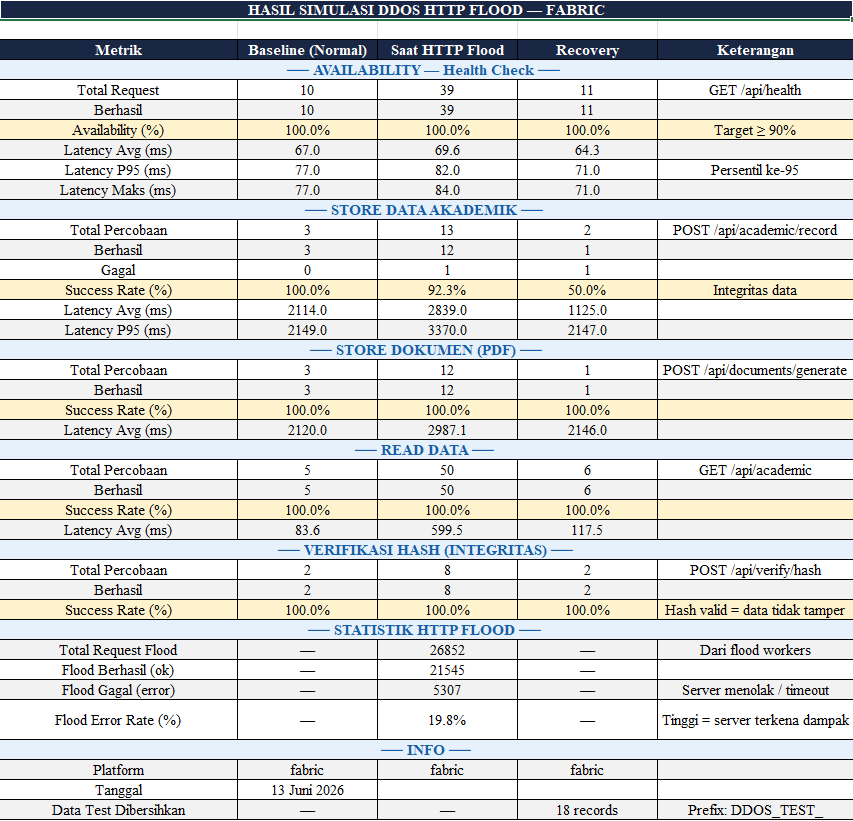 HASIL SIMULASI DDOS HTTP FLOOD — FABRIC
Metrik Baseline (Normal) Saat HTTP Flood Recovery Keterangan
── AVAILABILITY — Health Check ──
Total Request 10 39 11 GET /api/health
Berhasil 10 39 11
Availability (%) 100.0% 100.0% 100.0% Target ≥ 90%
Latency Avg (ms) 67.0 69.6 64.3
Latency P95 (ms) 77.0 82.0 71.0 Persentil ke-95
Latency Maks (ms) 77.0 84.0 71.0
── STORE DATA AKADEMIK ──
Total Percobaan 3 13 2 POST /api/academic/record
Berhasil 3 12 1
Gagal 0 1 1
Success Rate (%) 100.0% 92.3% 50.0% Integritas data
Latency Avg (ms) 2114.0 2839.0 1125.0
Latency P95 (ms) 2149.0 3370.0 2147.0
── STORE DOKUMEN (PDF) ──
Total Percobaan 3 12 1 POST /api/documents/generate
Berhasil 3 12 1
Success Rate (%) 100.0% 100.0% 100.0%
Latency Avg (ms) 2120.0 2987.1 2146.0
── READ DATA ──
Total Percobaan 5 50 6 GET /api/academic
Berhasil 5 50 6
Success Rate (%) 100.0% 100.0% 100.0%
Latency Avg (ms) 83.6 599.5 117.5
── VERIFIKASI HASH (INTEGRITAS) ──
Total Percobaan 2 8 2 POST /api/verify/hash
Berhasil 2 8 2
Success Rate (%) 100.0% 100.0% 100.0% Hash valid = data tidak tamper
── STATISTIK HTTP FLOOD ──
Total Request Flood — 26852 — Dari flood workers
Flood Berhasil (ok) — 21545 —
Flood Gagal (error) — 5307 — Server menolak / timeout
Flood Error Rate (%) — 19.8% — Tinggi = server terkena dampak
── INFO ──
Platform fabric fabric fabric
Tanggal 13 Juni 2026
Data Test Dibersihkan — — 18 records Prefix: DDOS_TEST_